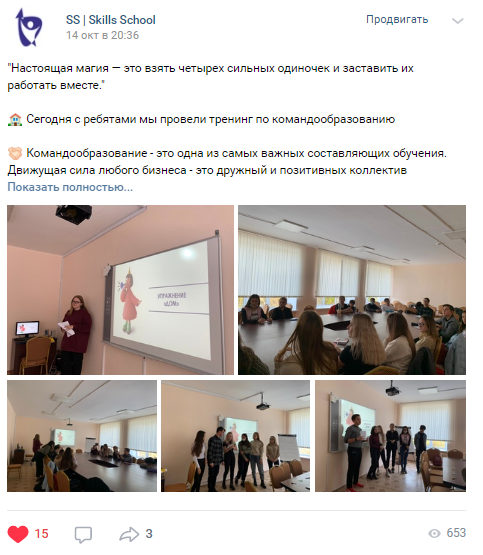 SS | Skills School
Продвигать
14 окт в 20:36
"Настоящая магия — это взять четырех сильных одиночек и заставить их
работать вместе."
Сегодня с ребятами мы провели тренинг по командообразованию
Командообразование - это одна из самых важных составляющих обучения.
Движущая сила любого бизнеса - это дружный и позитивных коллектив
Показать полностью...
УПРАЖНЕНИЕ
«ДОМ»
15
3
653